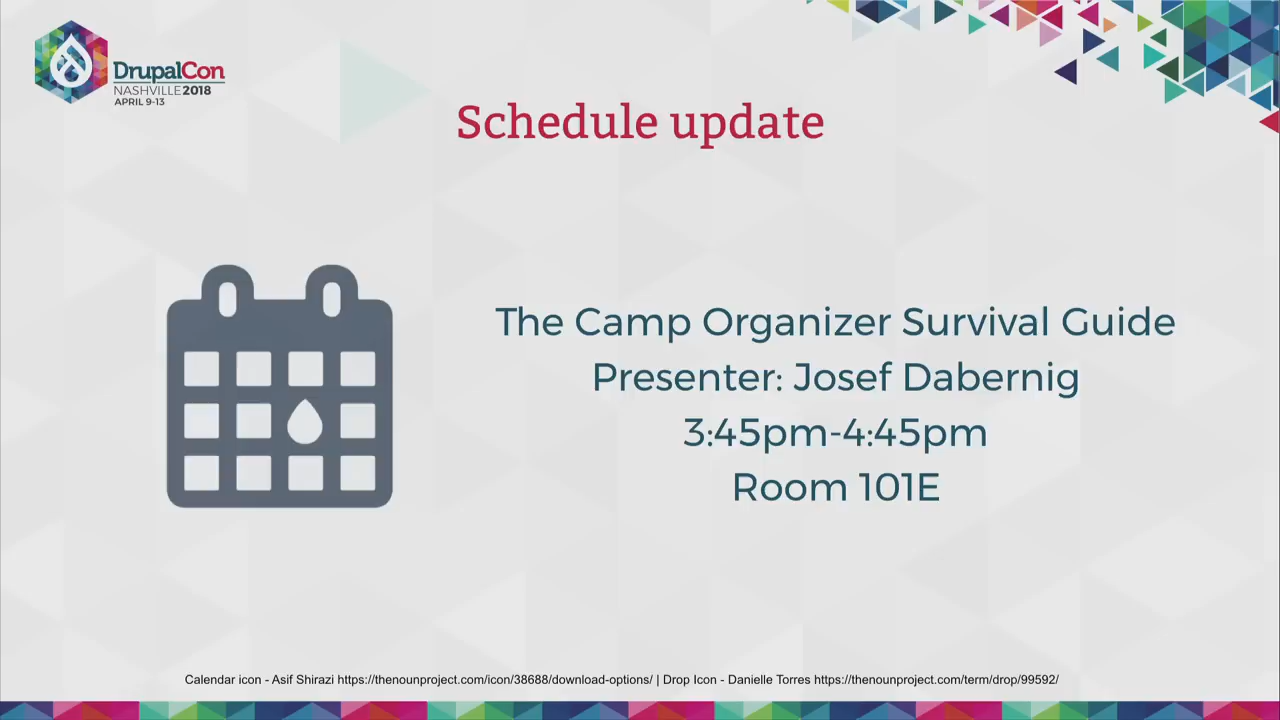 DrupalCon
NASHVILLE 2018
APRIL 9-13
Schedule update
The Camp Organizer Survival Guide
Presenter: Josef Dabernig
3:45pm-4:45pm
Room 101E
Calendar icon - Asif Shirazi https://thenounproject.com/icon/38688/download-options/ | Drop Icon - Danielle Torres https://thenounproject.com/term/drop/99592/